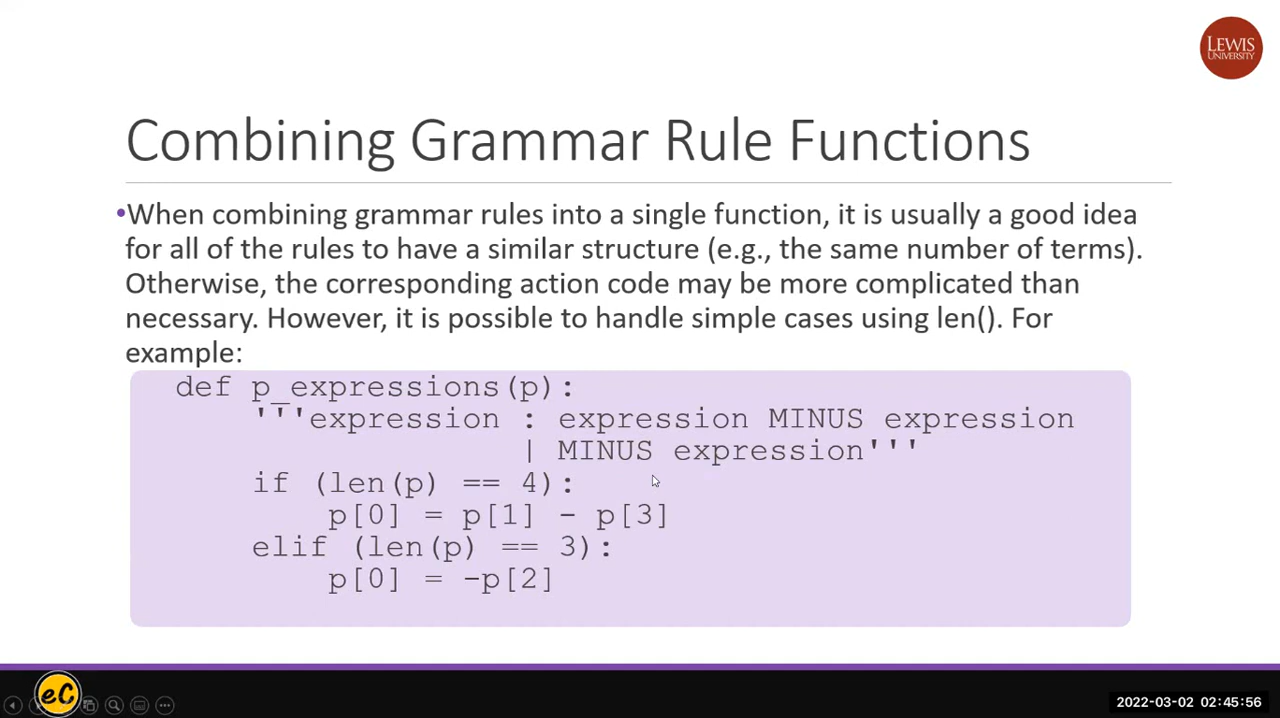 LEWIS
UNIVERSITY
Combining Grammar Rule Functions
•When combining grammar rules into a single function, it is usually a good idea
for all of the rules to have a similar structure (e.g., the same number of terms).
Otherwise, the corresponding action code may be more complicated than
necessary. However, it is possible to handle simple cases using len(). For
example:
def p_expressions(p):
'''expression : expression MINUS expression
| MINUS expression'''
if (len(p) == 4):
p[0] = p[1] - p[3]
elif (len(p) == 3):
p[0] = -p[2]
eC
2022-03-02 02:45:56